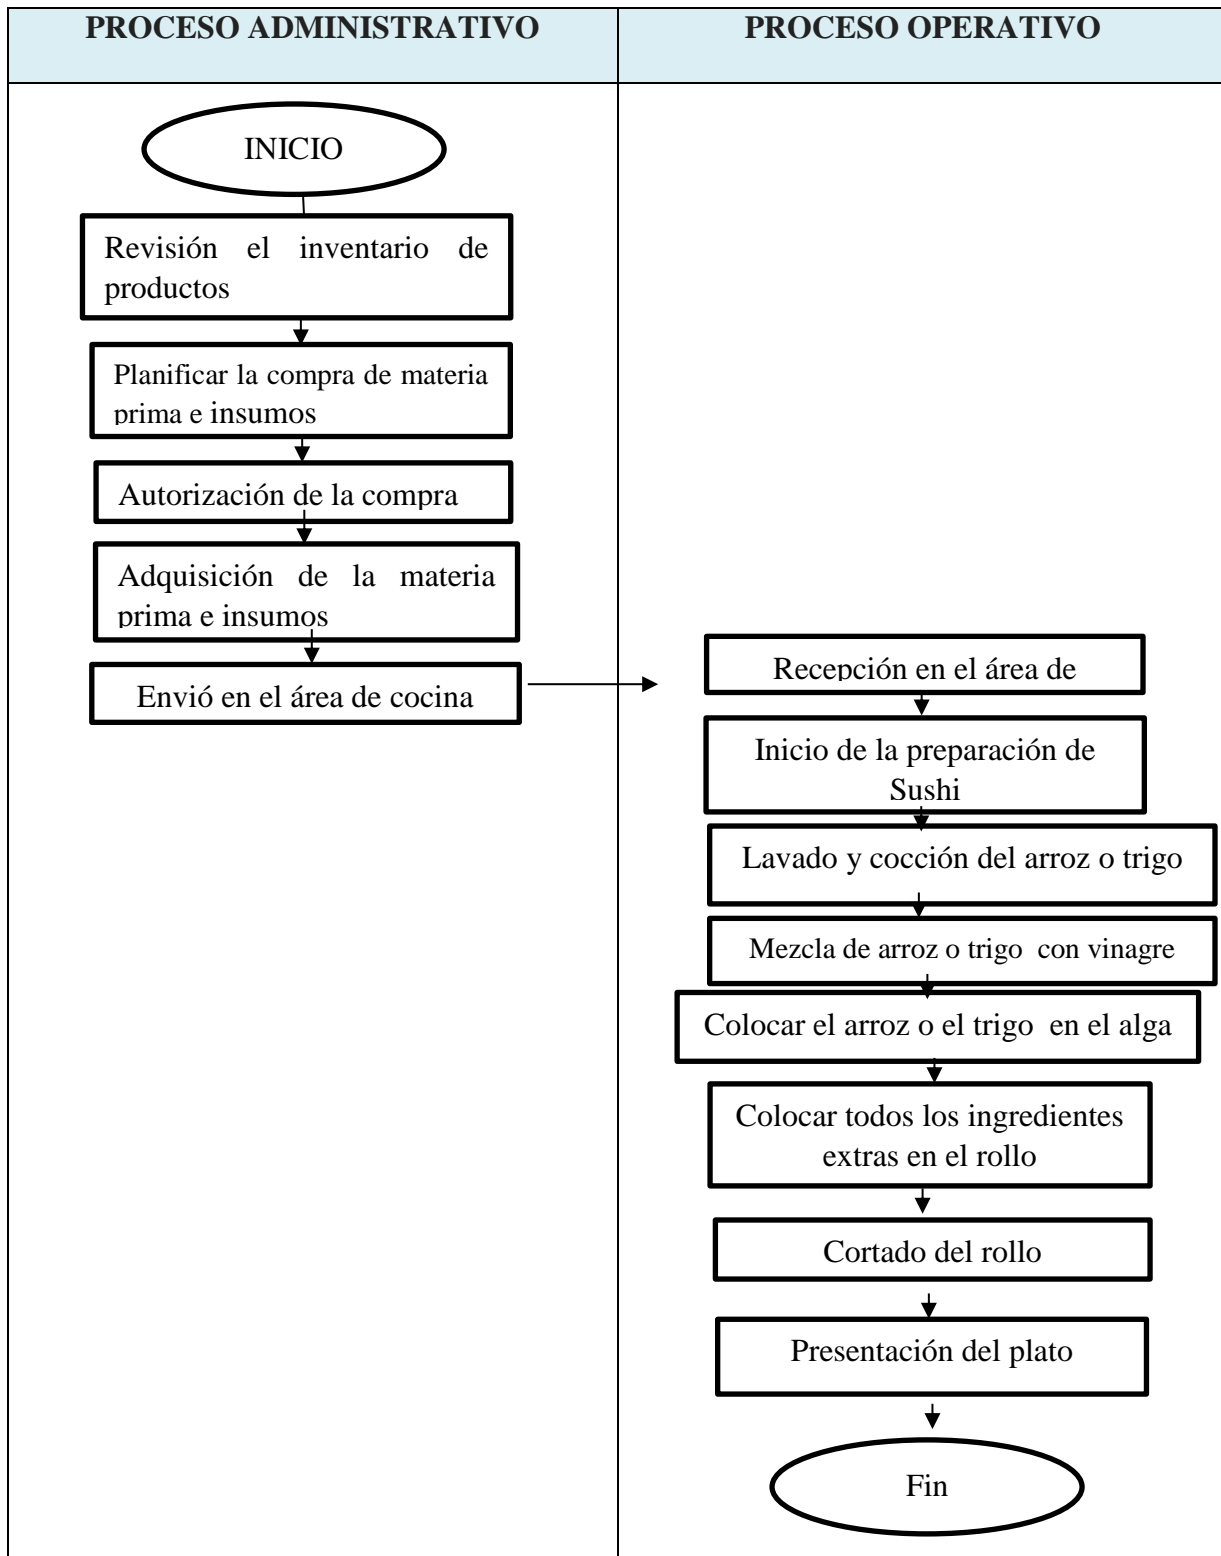 PROCESO ADMINISTRATIVO
PROCESO OPERATIVO
INICIO
Revisión el inventario de
productos
Planificar la compra de materia
prima e insumos
Autorización de la compra
Adquisición de la materia
prima e insumos
Envió en el área de cocina
Recepción en el área de
Inicio de la preparación de
Sushi
Lavado y cocción del arroz o trigo
Mezcla de arroz o trigo con vinagre
Colocar el arroz o el trigo en el alga
Colocar todos los ingredientes
extras en el rollo
Cortado del rollo
Presentación del plato
Fin